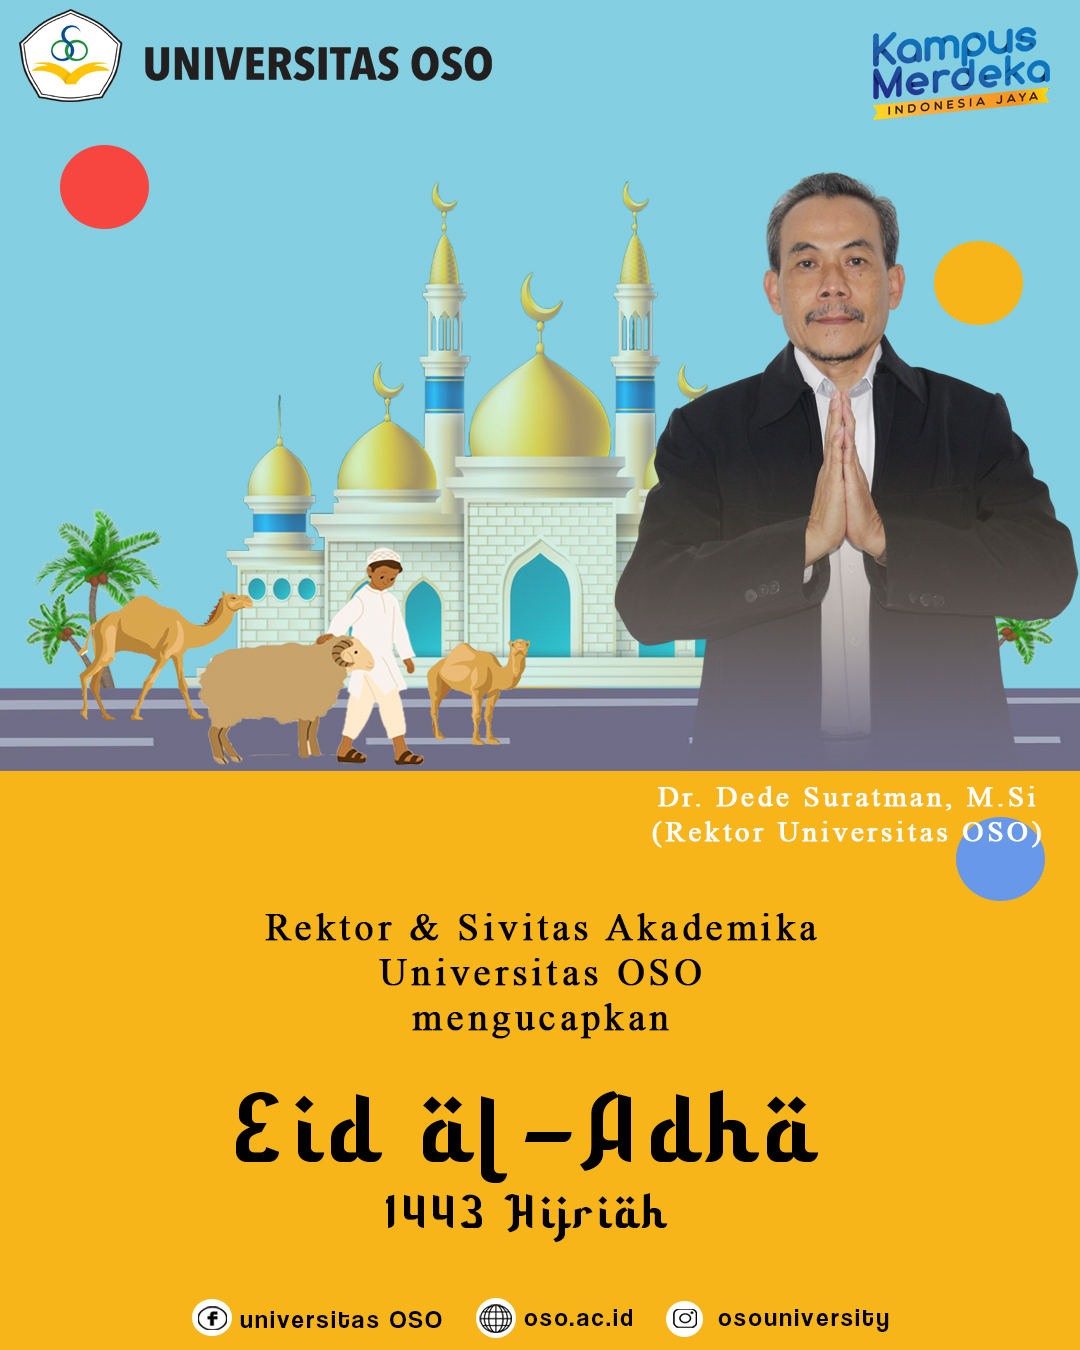 UNIVERSITAS OSO
Kampus
Merdeka
INDONESIA JAYA
Dr. Dede Suratman, M.Si
(Rektor Universitas OSO)
Rektor & Sivitas Akademika
Universitas OSO
mengucapkan
Eid äl-Adhä
1443 Hijriäh
universitas OSO
oso.ac.id
osouniversity